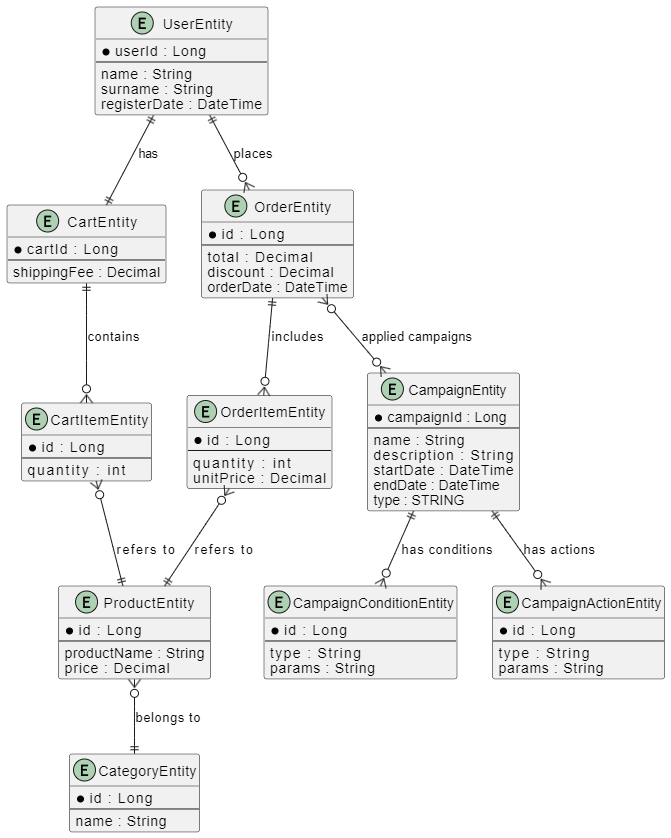 E UserEntity
userId : Long
name : String
surname : String
registerDate : DateTime
has
places
E CartEntity
cartId : Long
shippingFee : Decimal
E OrderEntity
id : Long
total : Decimal
discount : Decimal
orderDate : DateTime
contains
includes
applied campaigns
E CartItemEntity
id : Long
quantity : int
E OrderItemEntity
id : Long
quantity : int
unitPrice : Decimal
E CampaignEntity
campaignId : Long
name : String
description : String
startDate : DateTime
endDate : DateTime
type : STRING
refers to
refers to
has conditions
has actions
E ProductEntity
id : Long
productName : String
price : Decimal
E CampaignConditionEntity
id : Long
type : String
params : String
E CampaignActionEntity
id : Long
type : String
params : String
belongs to
E CategoryEntity
id : Long
name : String